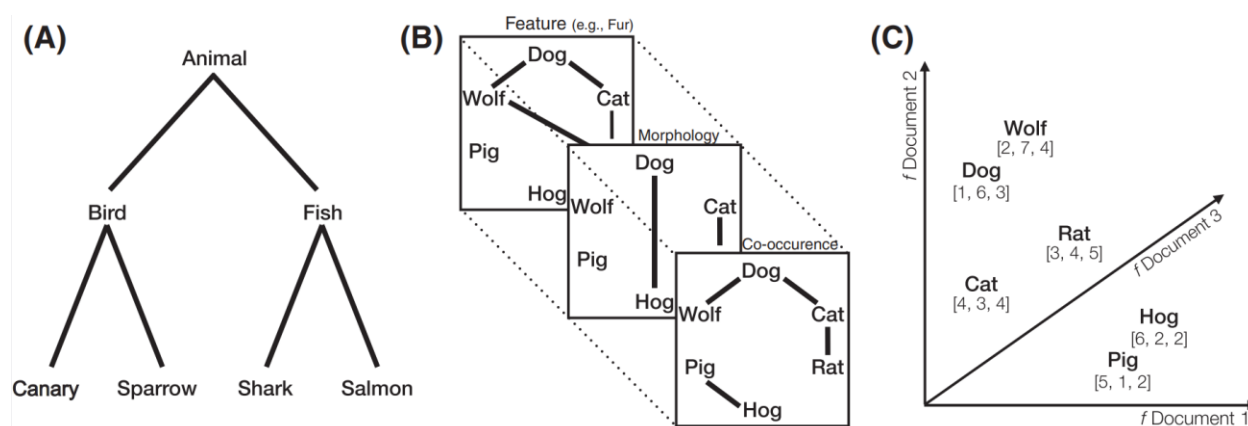 (A)
Animal
Bird
Fish
Canary
Sparrow
Shark
Salmon
(B)
Feature (e.g., Fur)
Dog
Wolf
Cat
Pig
Hog
Morphology
Dog
Wolf
Cat
Pig
Hog
Co-occurence
Dog
Wolf
Cat
Pig
Rat
Hog
(C)
f Document 2
Wolf
[2, 7, 4]
Dog
[1, 6, 3]
Rat
[3, 4, 5]
f Document 3
Cat
[4, 3, 4]
Hog
[6, 2, 2]
Pig
[5, 1, 2]
f Document 1